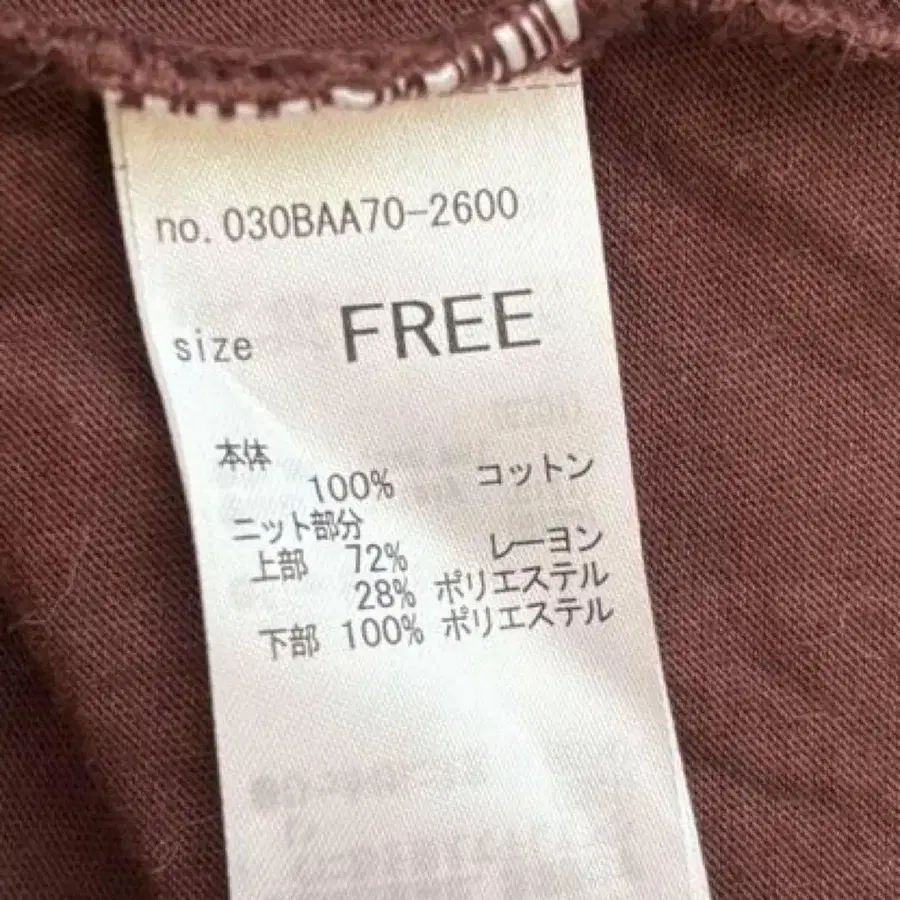 no.030BAA70-2600
size FREE
本体
100% コットン
ニット部分
上部 72% レーヨン
28% ポリエステル
下部 100% ポリエステル